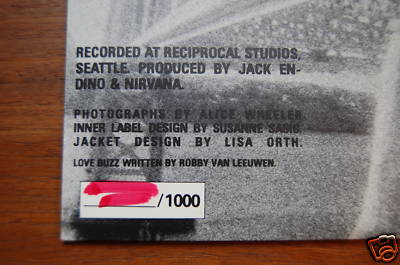 RECORDED AT RECIPROCAL STUDIOS,
SEATTLE. PRODUCED BY JACK EN-
DINO & NIRVANA.
PHOTOGRAPHS BY ALICE WHEELER.
INNER LABEL DESIGN BY SUSANNE SASIC.
JACKET DESIGN BY LISA ORTH.
LOVE BUZZ WRITTEN BY ROBBY VAN LEEUWEN.
/1000